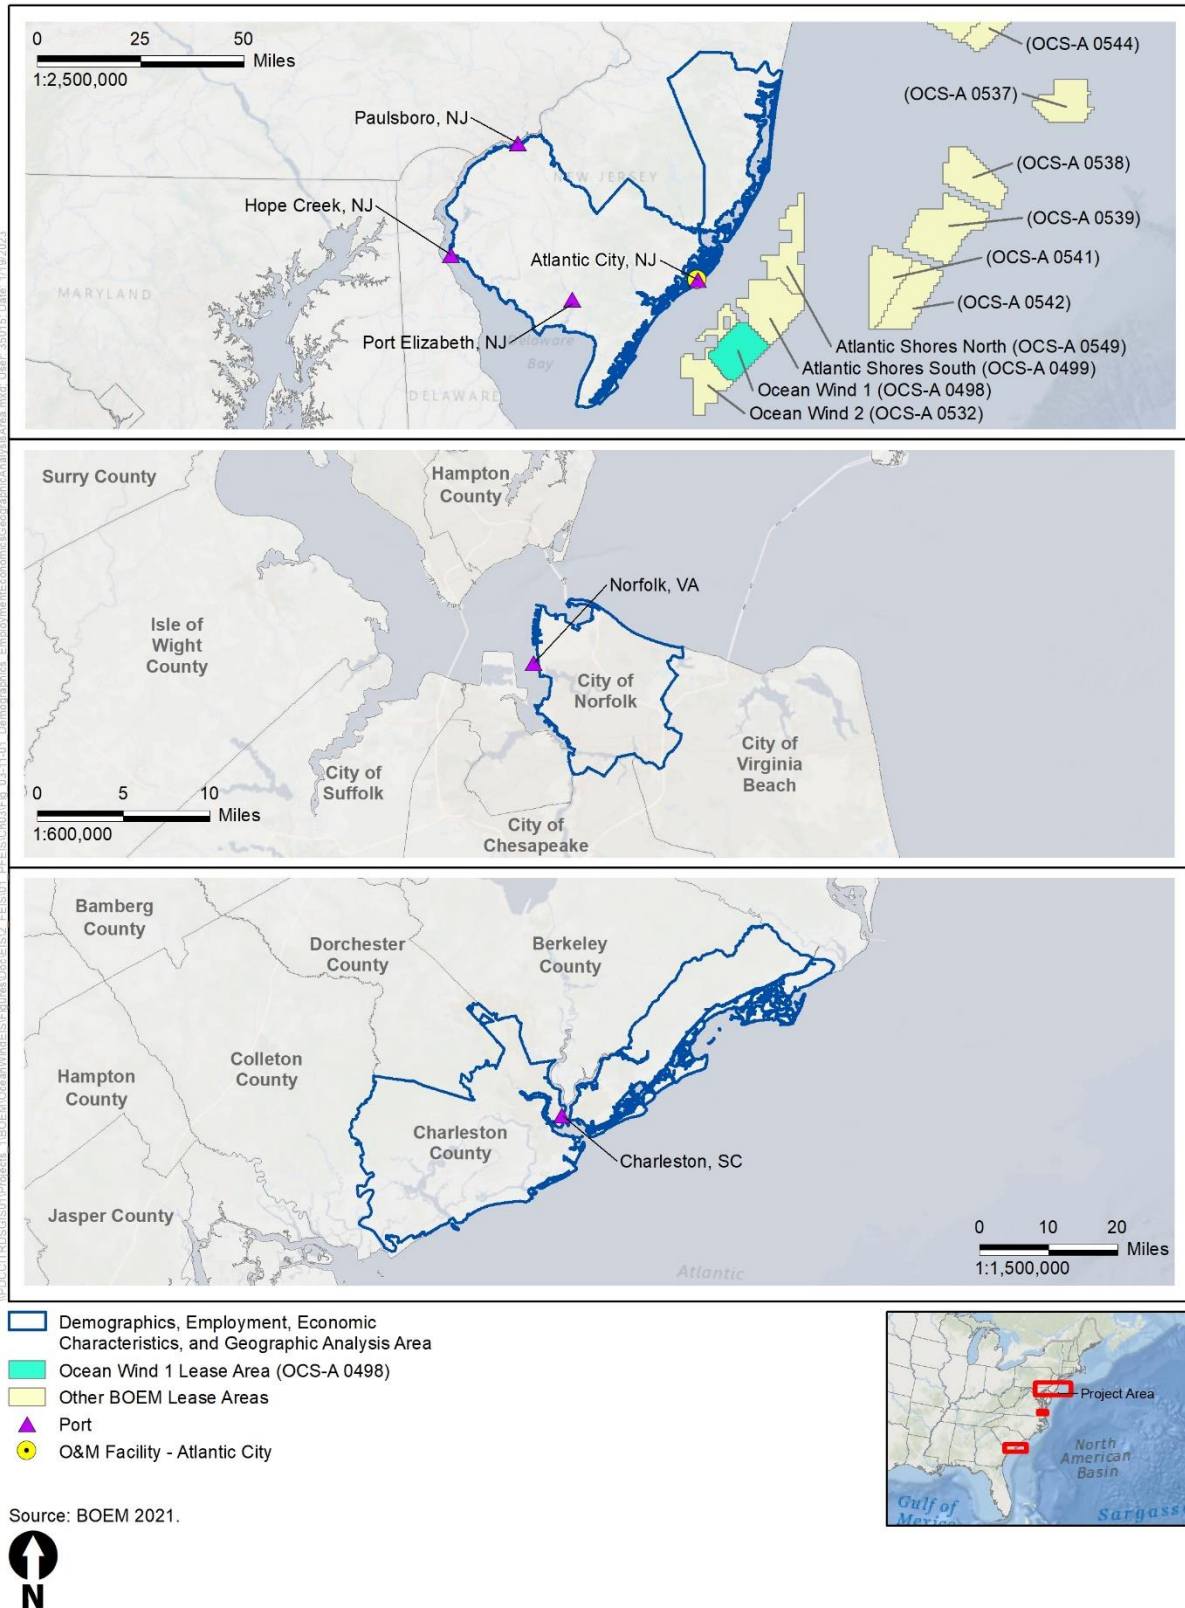 0 25 50
Miles
1:2,500,000
(OCS-A 0544)
(OCS-A 0537)
Paulsboro, NJ
(OCS-A 0538)
NEW JERSEY
Hope Creek, NJ
(OCS-A 0539)
Atlantic City, NJ
(OCS-A 0541)
MARYLAND
(OCS-A 0542)
Port Elizabeth, NJ
Delaware
Bay
Atlantic Shores North (OCS-A 0549)
Atlantic Shores South (OCS-A 0499)
DELAWARE
Ocean Wind 1 (OCS-A 0498)
Ocean Wind 2 (OCS-A 0532)
Surry County
Hampton
County
Norfolk, VA
Isle of
Wight
County
City of
Norfolk
City of
Virginia
Beach
City of
Suffolk
0 5 10
Miles
1:600,000
City of
Chesapeake
Bamberg
County
Dorchester
County
Berkeley
County
Colleton
County
Hampton
County
Charleston
County
Charleston, SC
Jasper County
0 10 20
Miles
1:1,500,000
Atlantic
Demographics, Employment, Economic
Characteristics, and Geographic Analysis Area
Ocean Wind 1 Lease Area (OCS-A 0498)
Other BOEM Lease Areas
Port
O&M Facility - Atlantic City
Project Area
North
American
Basin
Gulf of
Mexico
Sargass
Source: BOEM 2021.
N